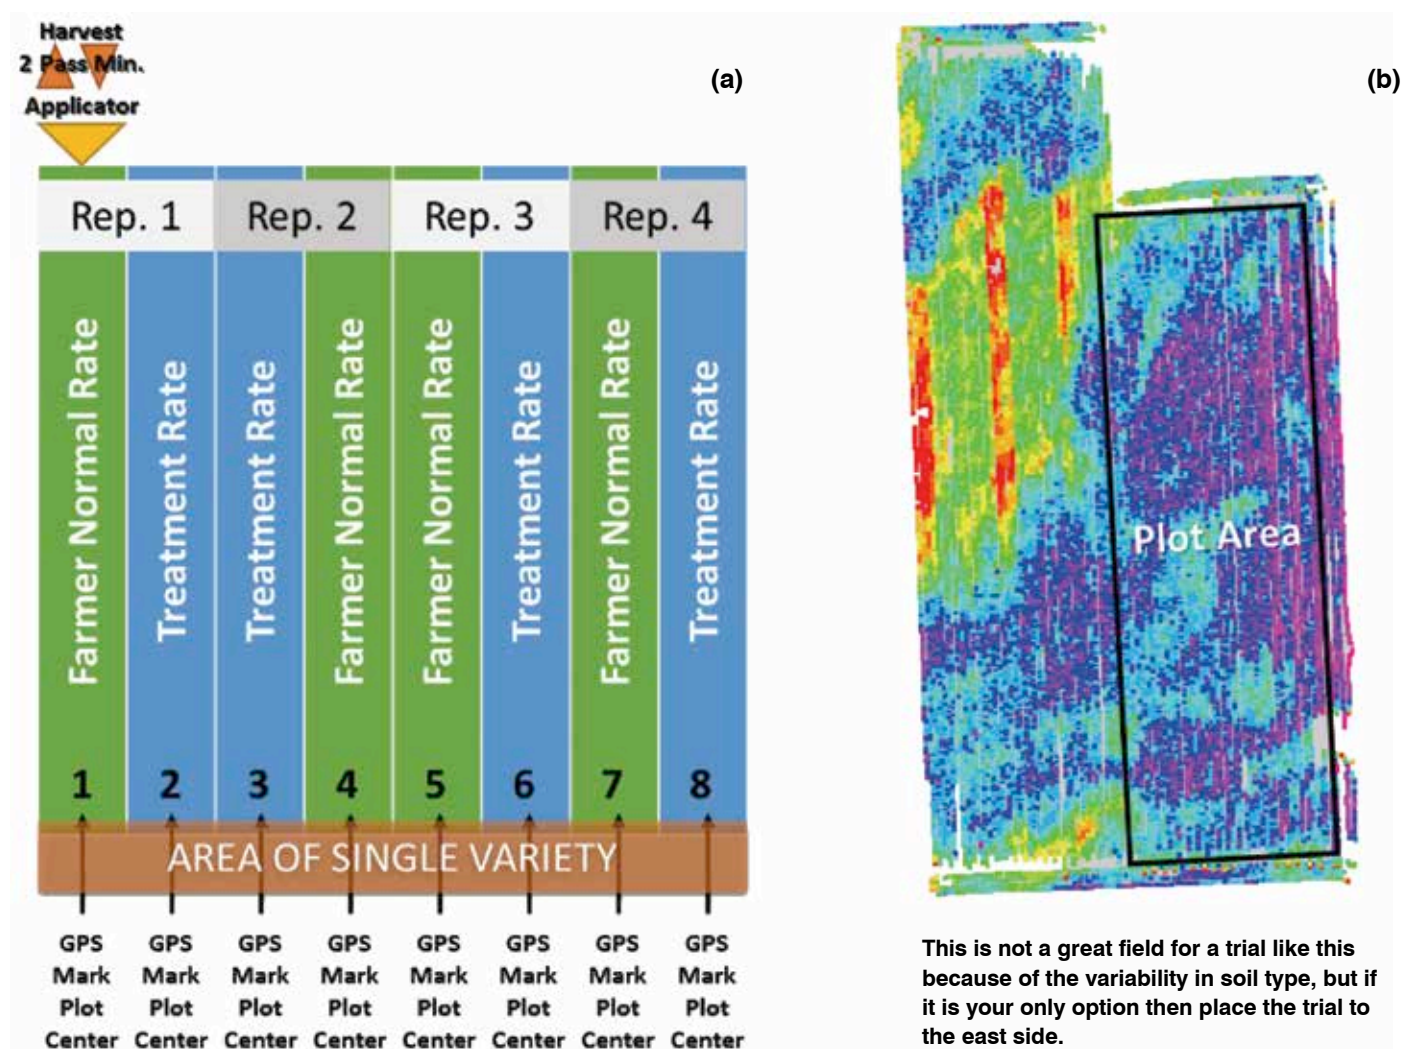 Harvest
2 Pass Min.
Applicator
(a)
Rep. 1
Rep. 2
Rep. 3
Rep. 4
Farmer Normal Rate
Treatment Rate
Treatment Rate
Farmer Normal Rate
Farmer Normal Rate
Treatment Rate
Farmer Normal Rate
Treatment Rate
1
2
3
4
5
6
7
8
AREA OF SINGLE VARIETY
GPS
Mark
Plot
Center
GPS
Mark
Plot
Center
GPS
Mark
Plot
Center
GPS
Mark
Plot
Center
GPS
Mark
Plot
Center
GPS
Mark
Plot
Center
GPS
Mark
Plot
Center
GPS
Mark
Plot
Center
(b)
Plot Area
This is not a great field for a trial like this
because of the variability in soil type, but if
it is your only option then place the trial to
the east side.